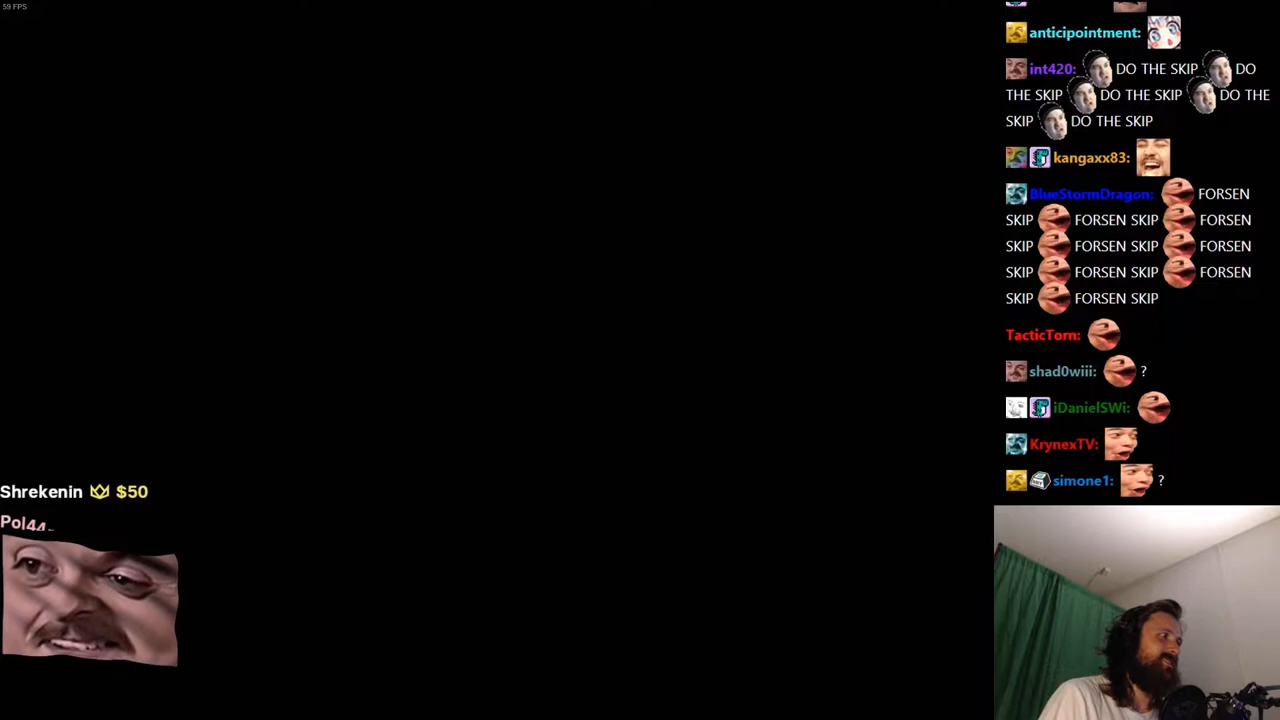 59 FPS
anticipointment:
int420: DO THE SKIP DO
THE SKIP DO THE SKIP DO THE
SKIP DO THE SKIP
kangaxx83:
BlueStormDragon: FORSEN
SKIP FORSEN SKIP FORSEN
SKIP FORSEN SKIP FORSEN
SKIP FORSEN SKIP FORSEN
SKIP FORSEN SKIP
TacticTorn:
shad0wiii: ?
iDanielSWi:
KrynexTV:
simone1: ?
Shrekenin $50